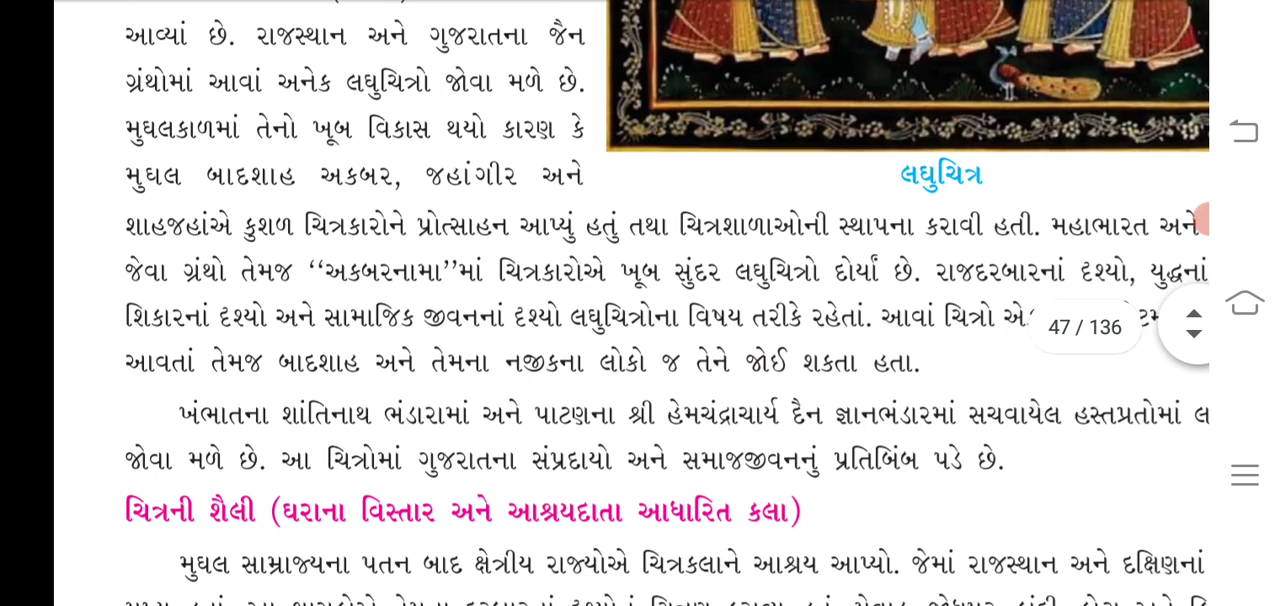 આવ્યાં છે. રાજસ્થાન અને ગુજરાતના જૈન
ગ્રંથોમાં આવાં અનેક લઘુચિત્રો જોવા મળે છે.
મુઘલકાળમાં તેનો ખૂબ વિકાસ થયો કારણ કે
મુઘલ બાદશાહ અકબર, જહાંગીર અને
લઘુચિત્ર
શાહજહાંએ કુશળ ચિત્રકારોને પ્રોત્સાહન આપ્યું હતું તથા ચિત્રશાળાઓની સ્થાપના કરાવી હતી. મહાભારત અને
જેવા ગ્રંથો તેમજ ‘‘અકબરનામા’’માં ચિત્રકારોએ ખૂબ સુંદર લઘુચિત્રો દોર્યાં છે. રાજદરબારનાં દૃશ્યો, યુદ્ધનાં
શિકારનાં દૃશ્યો અને સામાજિક જીવનનાં દૃશ્યો લઘુચિત્રોના વિષય તરીકે રહેતાં. આવાં ચિત્રો
47 / 136
આવતાં તેમજ બાદશાહ અને તેમના નજીકના લોકો જ તેને જોઈ શકતા હતા.
ખંભાતના શાંતિનાથ ભંડારામાં અને પાટણના શ્રી હેમચંદ્રાચાર્ય દૈન જ્ઞાનભંડારમાં સચવાયેલ હસ્તપ્રતોમાં લ
જોવા મળે છે. આ ચિત્રોમાં ગુજરાતના સંપ્રદાયો અને સમાજજીવનનું પ્રતિબિંબ પડે છે.
ચિત્રની શૈલી (ઘરાના વિસ્તાર અને આશ્રયદાતા આધારિત કલા)
મુઘલ સામ્રાજ્યના પતન બાદ ક્ષેત્રીય રાજ્યોએ ચિત્રકલાને આશ્રય આપ્યો. જેમાં રાજસ્થાન અને દક્ષિણનાં